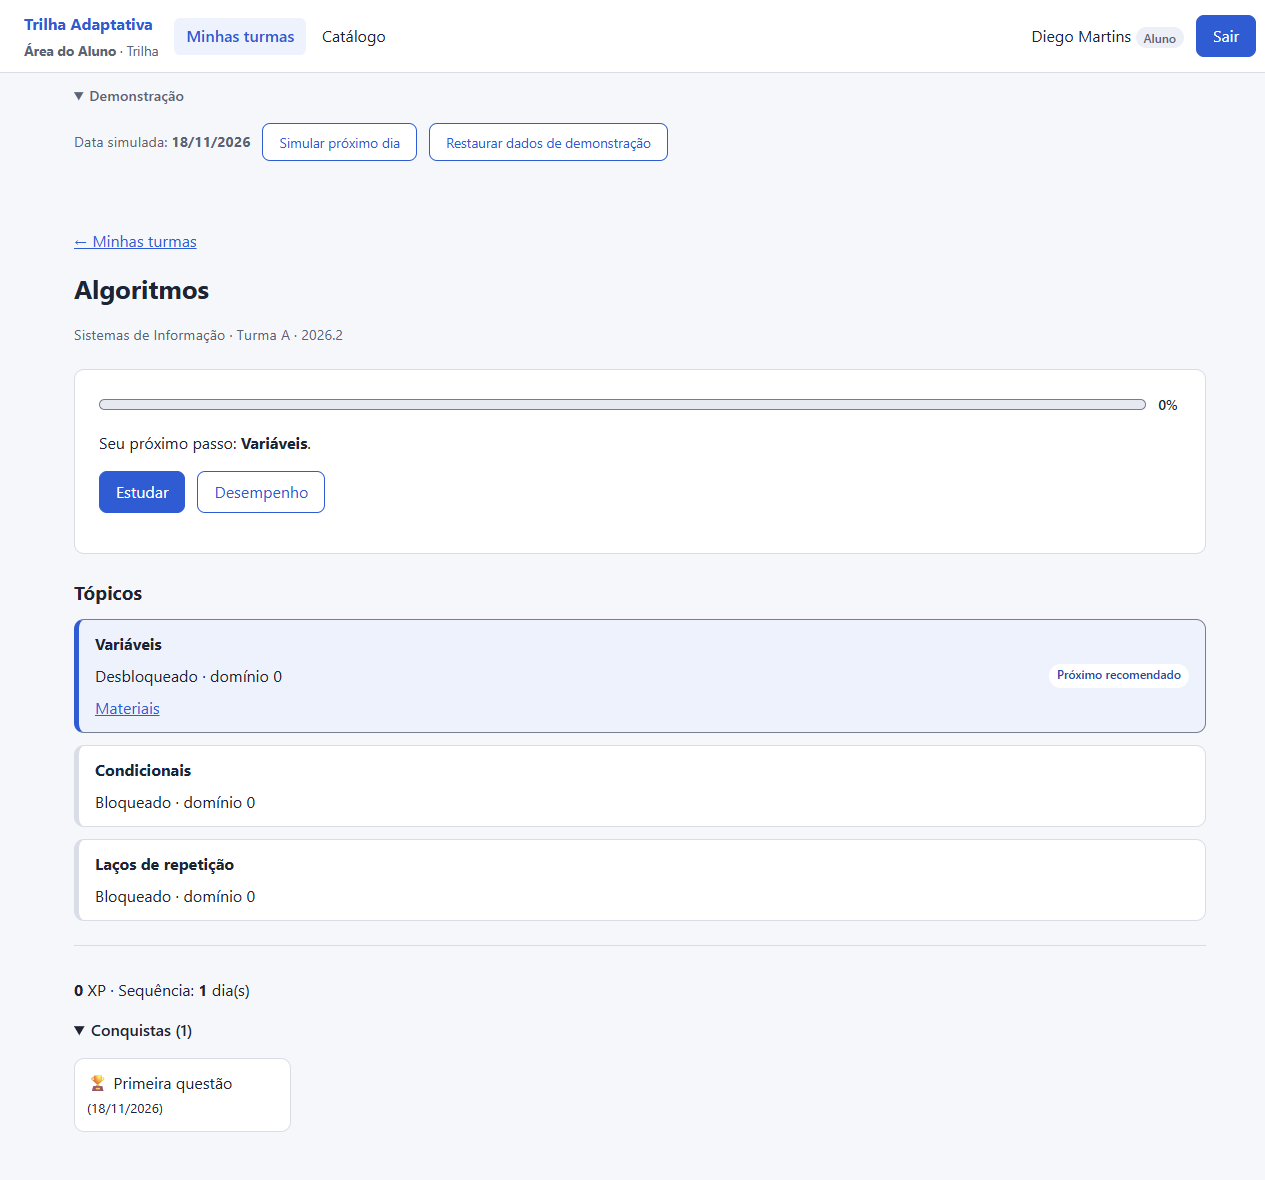 Trilha Adaptativa
Minhas turmas
Catálogo
Diego Martins
Aluno
Sair
Área do Aluno · Trilha
▼ Demonstração
Data simulada: 18/11/2026
Simular próximo dia
Restaurar dados de demonstração
← Minhas turmas
Algoritmos
Sistemas de Informação · Turma A · 2026.2
0%
Seu próximo passo: Variáveis.
Estudar
Desempenho
Tópicos
Variáveis
Desbloqueado · domínio 0
Próximo recomendado
Materiais
Condicionais
Bloqueado · domínio 0
Laços de repetição
Bloqueado · domínio 0
0 XP · Sequência: 1 dia(s)
▼ Conquistas (1)
🏆 Primeira questão
(18/11/2026)